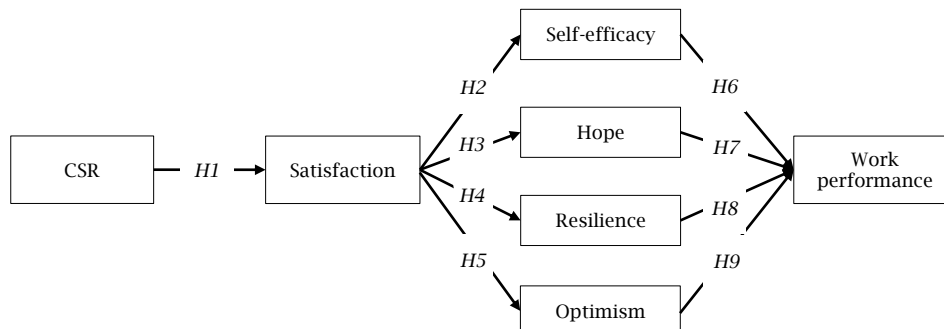 Self-efficacy
H2
H6
Hope
H3
H7
CSR
H1
Satisfaction
Work
performance
H4
H8
Resilience
H5
H9
Optimism